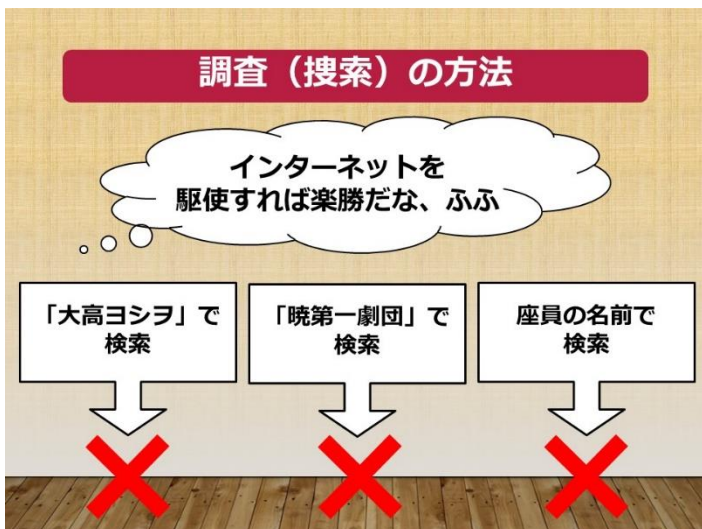 調査（捜索）の方法
インターネットを
駆使すれば楽勝だな、ふふ
「大高ヨシヲ」で
検索
「暁第一劇団」で
検索
座員の名前で
検索